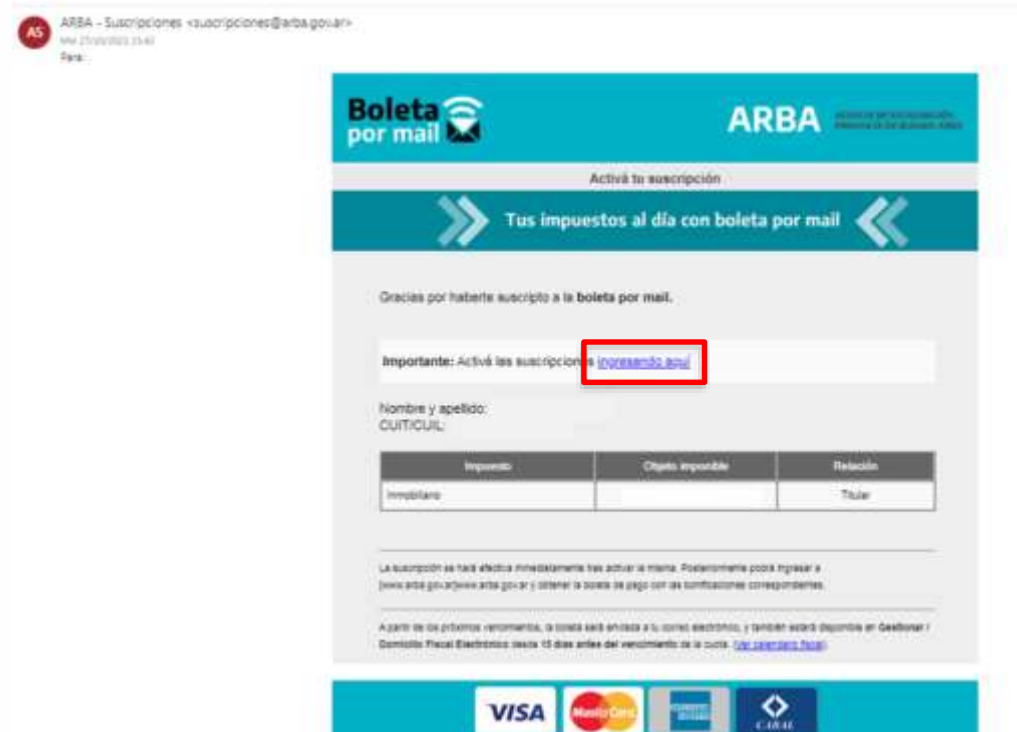 AS
ARBA - Suscripciones <suscripciones@arba.gov.ar>
Para:
Boleta
por mail
ARBA
Activá tu suscripción
Tus impuestos al día con boleta por mail
Gracias por haberte suscripto a la boleta por mail.
Importante: Activá las suscripciones ingresando aquí
Nombre y apellido:
CUIT/CUIL:
Impuesto Objeto imponible Relación
Inmobiliario Titular
La suscripción se hará efectiva inmediatamente tras activar la misma. Posteriormente podrá ingresar a
[www.arba.gov.ar]www.arba.gov.ar y obtener la boleta de pago con las bonificaciones correspondientes.
A partir de los próximos vencimientos, la boleta será enviada a tu correo electrónico, y también estará disponible en Gestionar /
Domicilio Fiscal Electrónico desde 15 días antes del vencimiento de la cuota. (Ver calendario fiscal)
VISA
MasterCard
CABAL